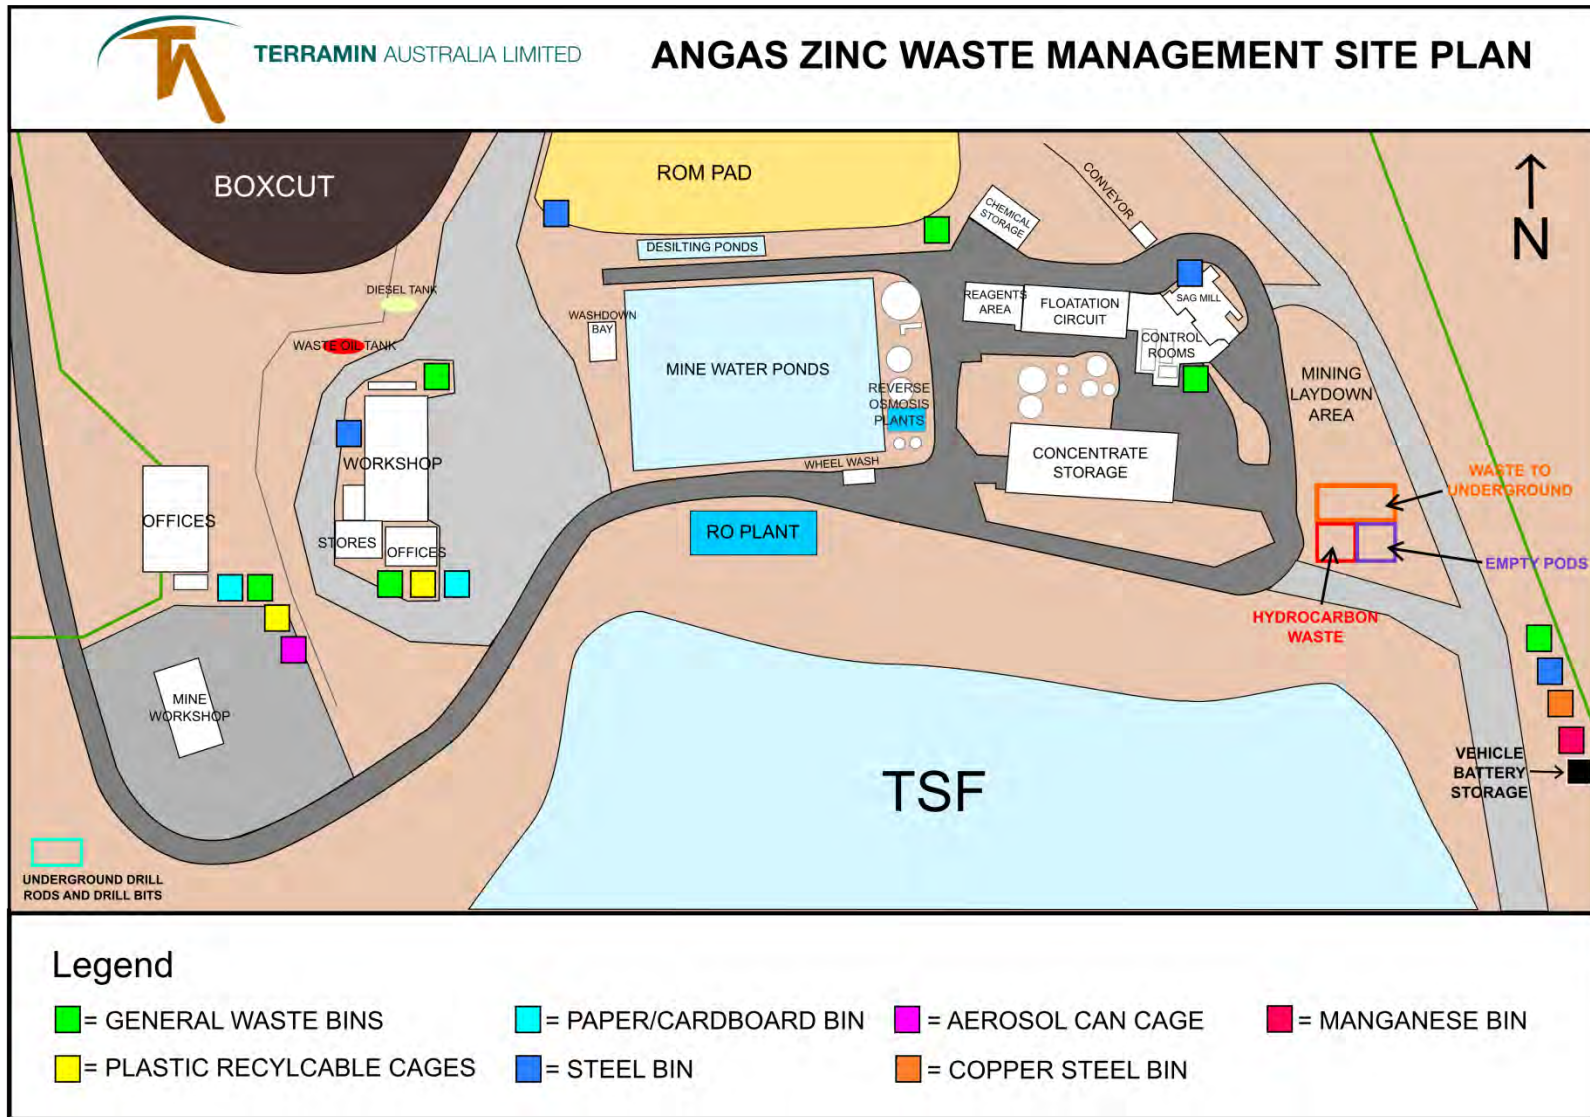 TERRAMIN AUSTRALIA LIMITED
ANGAS ZINC WASTE MANAGEMENT SITE PLAN
BOXCUT
ROM PAD
CONVEYOR
CHEMICAL
STORAGE
N
DESILTING PONDS
DIESEL TANK
WASHDOWN
BAY
REAGENTS
AREA
FLOATATION
CIRCUIT
SAG MILL
CONTROL
ROOMS
WASTE OIL TANK
MINE WATER PONDS
REVERSE
OSMOSIS
PLANTS
MINING
LAYDOWN
AREA
WORKSHOP
WHEEL WASH
CONCENTRATE
STORAGE
WASTE TO
UNDERGROUND
OFFICES
STORES
OFFICES
RO PLANT
EMPTY PODS
HYDROCARBON
WASTE
MINE
WORKSHOP
TSF
VEHICLE
BATTERY
STORAGE
UNDERGROUND DRILL
RODS AND DRILL BITS
Legend
= GENERAL WASTE BINS
= PAPER/CARDBOARD BIN
= AEROSOL CAN CAGE
= MANGANESE BIN
= PLASTIC RECYLCABLE CAGES
= STEEL BIN
= COPPER STEEL BIN